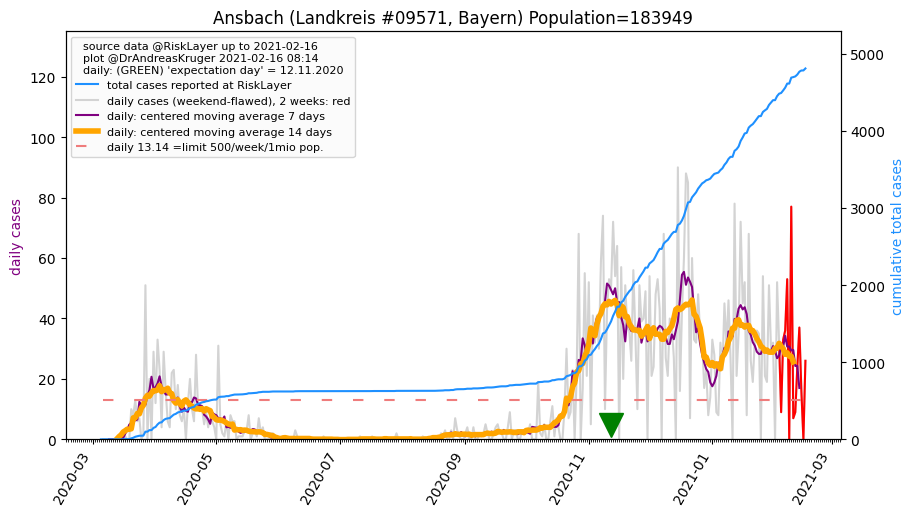 Ansbach (Landkreis #09571, Bayern) Population=183949
source data @RiskLayer up to 2021-02-16
plot @DrAndreasKruger 2021-02-16 08:14
daily: (GREEN) 'expectation day' = 12.11.2020
total cases reported at RiskLayer
daily cases (weekend-flawed), 2 weeks: red
daily: centered moving average 7 days
daily: centered moving average 14 days
daily 13.14 =limit 500/week/1mio pop.
daily cases
120
100
80
60
40
20
0
cumulative total cases
5000
4000
3000
2000
1000
0
2020-03
2020-05
2020-07
2020-09
2020-11
2021-01
2021-03